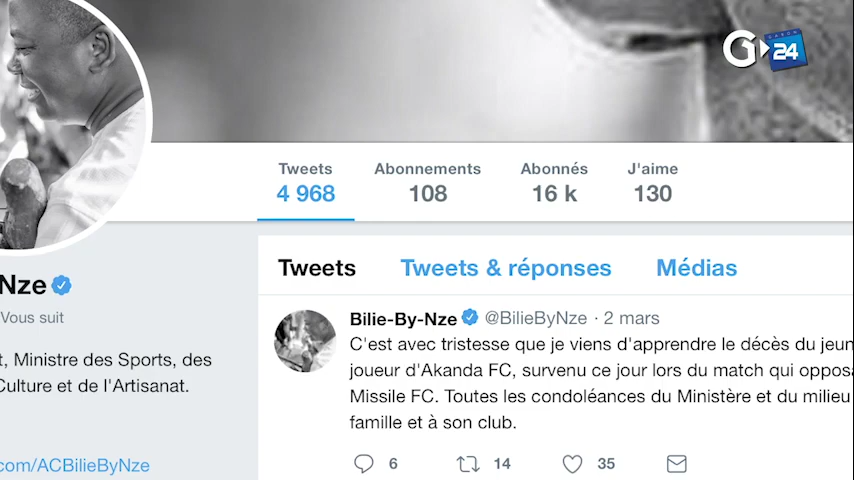 GABON
24
Tweets Abonnements Abonnés J'aime
4 968 108 16 k 130
Tweets Tweets & réponses Médias
Nze
Vous suit
t, Ministre des Sports, des
Culture et de l'Artisanat.
com/ACBilieByNze
Bilie-By-Nze @BilieByNze · 2 mars
C'est avec tristesse que je viens d'apprendre le décès du jeun
joueur d'Akanda FC, survenu ce jour lors du match qui opposa
Missile FC. Toutes les condoléances du Ministère et du milieu
famille et à son club.
6 14 35